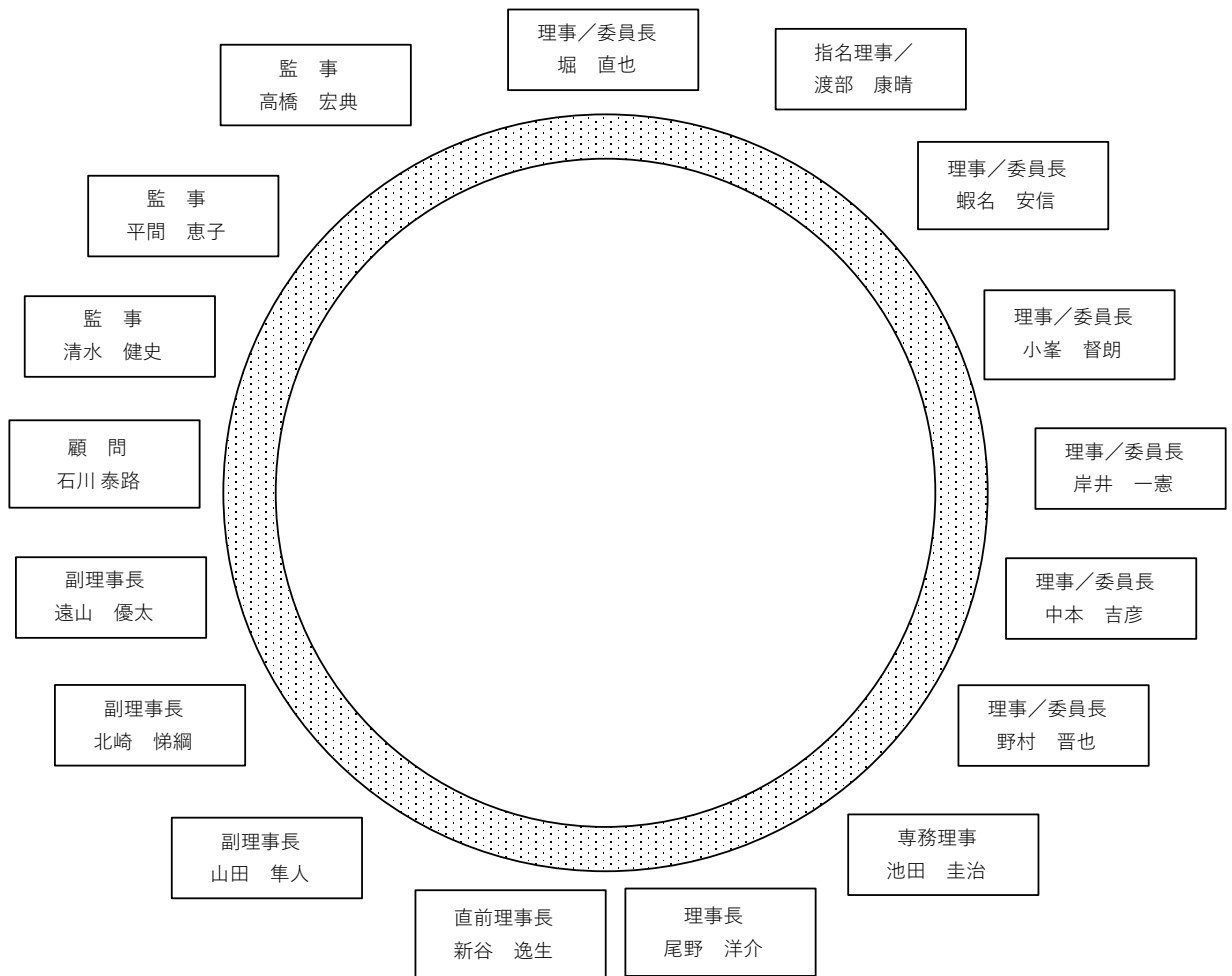 理事／委員長
堀　直也
指名理事／
渡部　康晴
監　事
高橋　宏典
理事／委員長
蝦名　安信
監　事
平間　恵子
理事／委員長
小峯　督朗
監　事
清水　健史
顧　問
石川 泰路
理事／委員長
岸井　一憲
副理事長
遠山　優太
理事／委員長
中本　吉彦
副理事長
北崎　悌綱
理事／委員長
野村　晋也
副理事長
山田　隼人
専務理事
池田　圭治
直前理事長
新谷　逸生
理事長
尾野　洋介